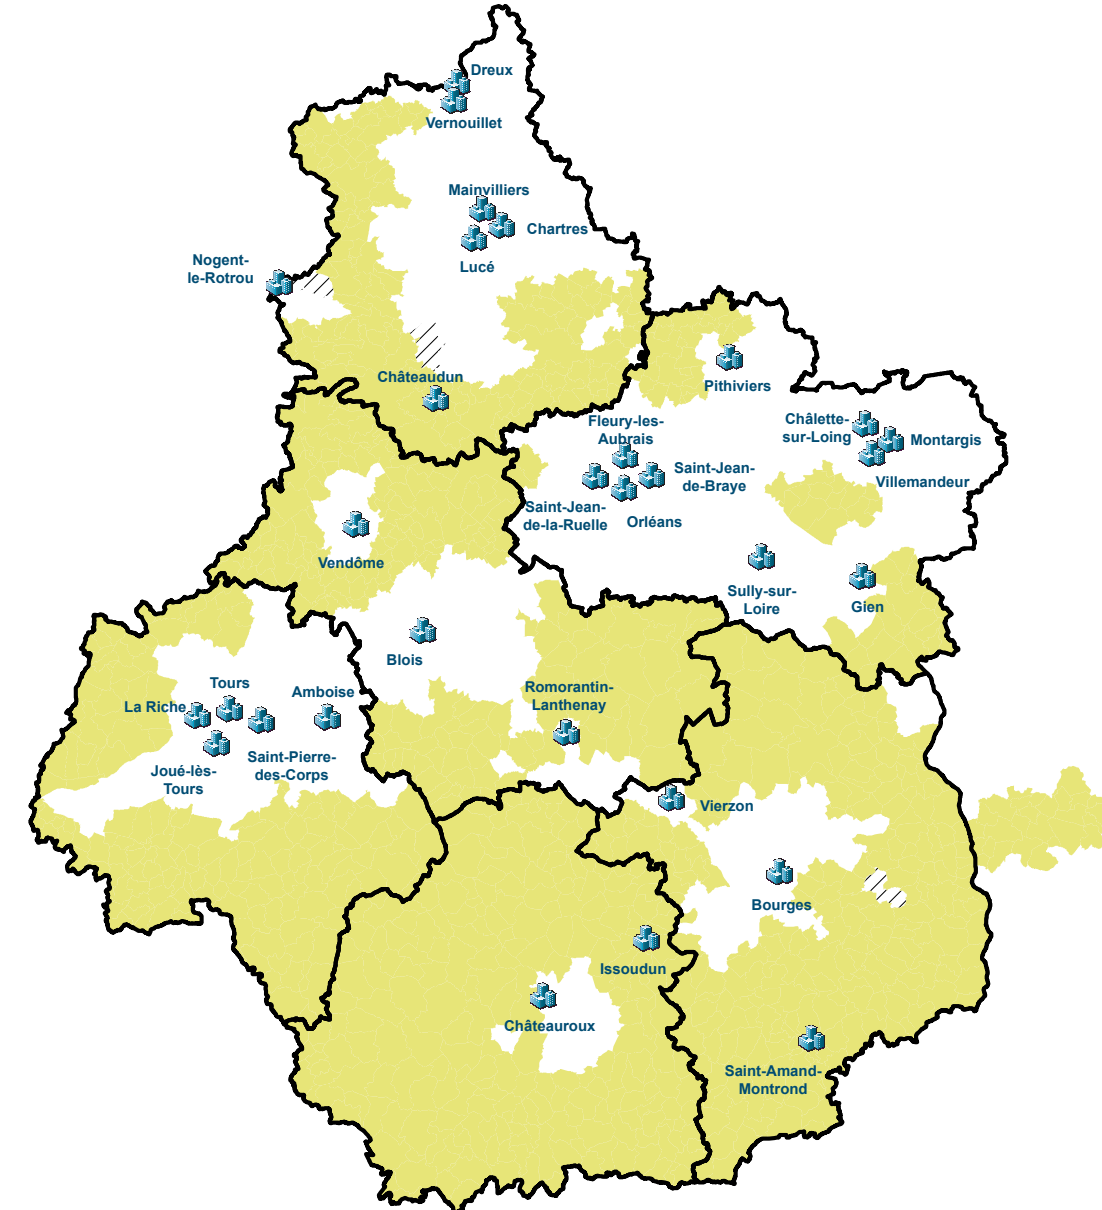 Dreux
Vernouillet
Mainvilliers
Chartres
Lucé
Nogent-
le-Rotrou
Châteaudun
Pithiviers
Fleury-les-
Aubrais
Châlette-
sur-Loing
Montargis
Villemandeur
Saint-Jean-
de-Braye
Saint-Jean-
de-la-Ruelle
Orléans
Vendôme
Sully-sur-
Loire
Gien
Blois
Romorantin-
Lanthenay
Tours
La Riche
Amboise
Saint-Pierre-
des-Corps
Joué-lès-
Tours
Vierzon
Bourges
Issoudun
Châteauroux
Saint-Amand-
Montrond